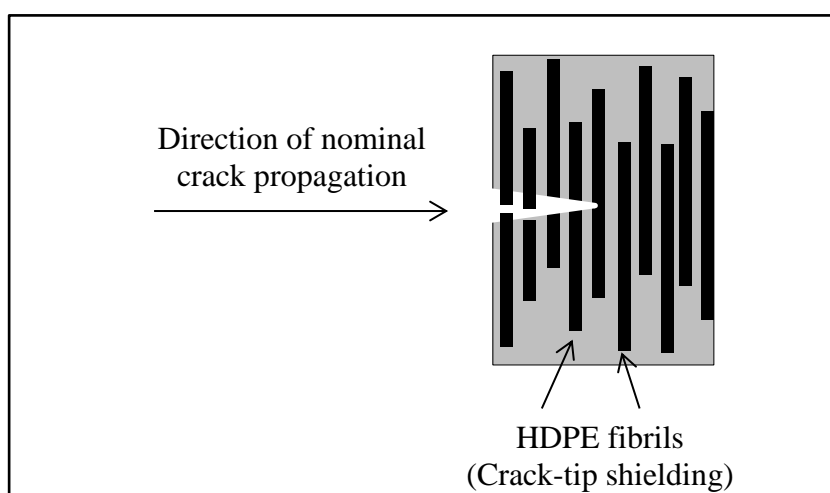 Direction of nominal
crack propagation
HDPE fibrils
(Crack-tip shielding)